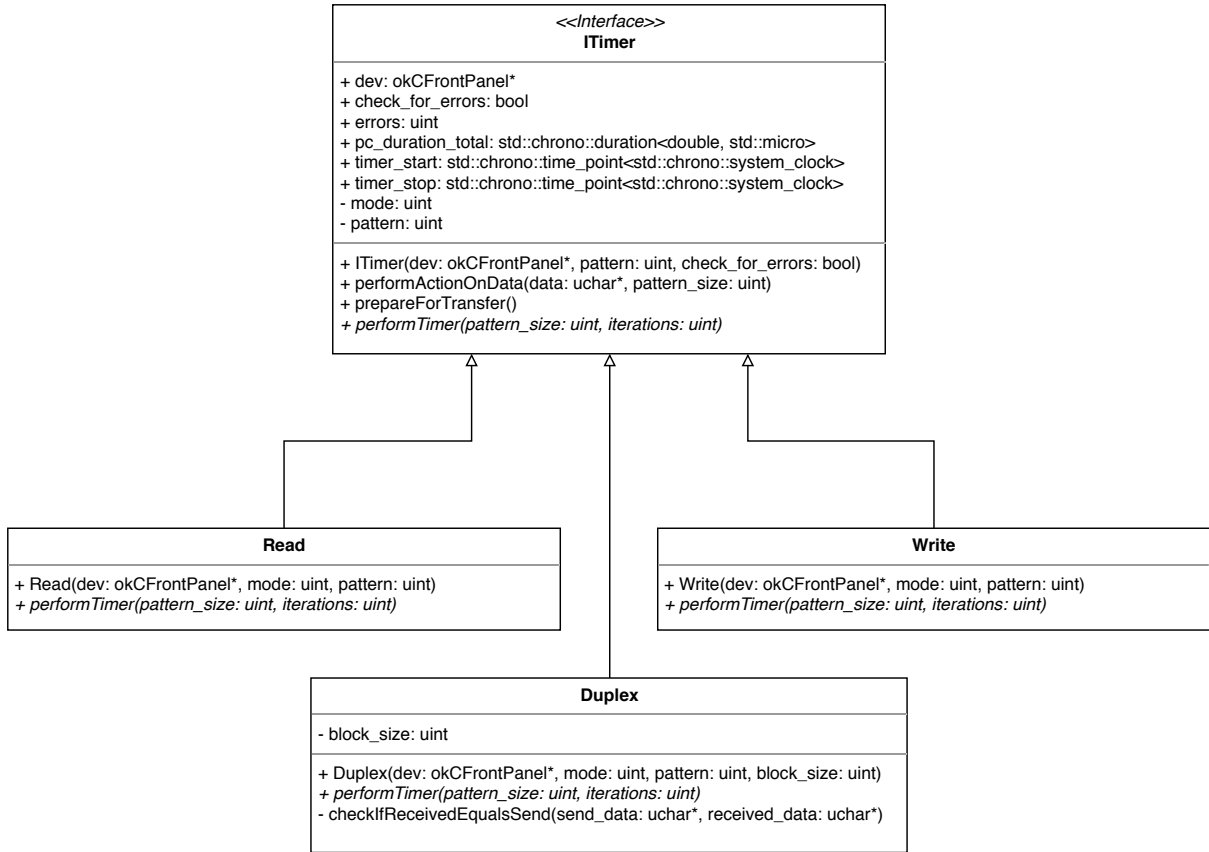 <<Interface>>
ITimer
+ dev: okCFrontPanel*
+ check_for_errors: bool
+ errors: uint
+ pc_duration_total: std::chrono::duration<double, std::micro>
+ timer_start: std::chrono::time_point<std::chrono::system_clock>
+ timer_stop: std::chrono::time_point<std::chrono::system_clock>
- mode: uint
- pattern: uint
+ ITimer(dev: okCFrontPanel*, pattern: uint, check_for_errors: bool)
+ performActionOnData(data: uchar*, pattern_size: uint)
+ prepareForTransfer()
+ performTimer(pattern_size: uint, iterations: uint)
Read
+ Read(dev: okCFrontPanel*, mode: uint, pattern: uint)
+ performTimer(pattern_size: uint, iterations: uint)
Write
+ Write(dev: okCFrontPanel*, mode: uint, pattern: uint)
+ performTimer(pattern_size: uint, iterations: uint)
Duplex
- block_size: uint
+ Duplex(dev: okCFrontPanel*, mode: uint, pattern: uint, block_size: uint)
+ performTimer(pattern_size: uint, iterations: uint)
- checkIfReceivedEqualsSend(send_data: uchar*, received_data: uchar*)